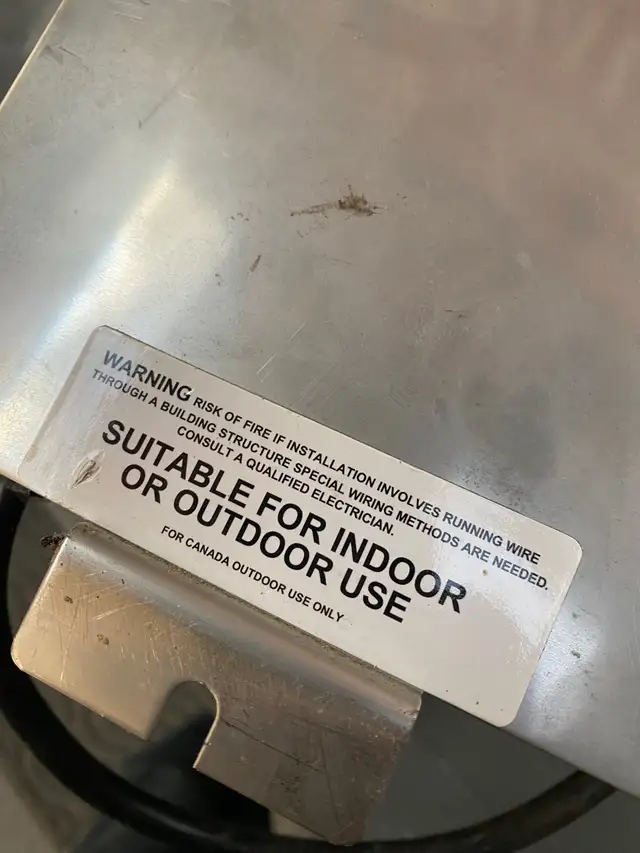 WARNING RISK OF FIRE IF INSTALLATION INVOLVES RUNNING WIRE
THROUGH A BUILDING STRUCTURE SPECIAL WIRING METHODS ARE NEEDED.
CONSULT A QUALIFIED ELECTRICIAN.
SUITABLE FOR INDOOR
OR OUTDOOR USE
FOR CANADA OUTDOOR USE ONLY